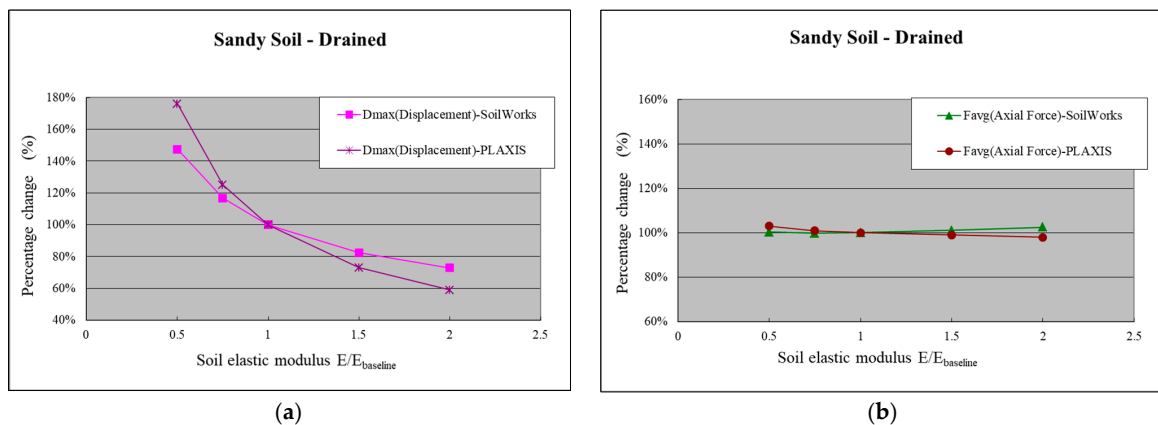 Sandy Soil - Drained
Percentage change (%)
180%
160%
140%
120%
100%
80%
60%
40%
Dmax(Displacement)-SoilWorks
Dmax(Displacement)-PLAXIS
0
0.5
1
1.5
2
2.5
Soil elastic modulus E/Ebaseline
(a)
Sandy Soil - Drained
Percentage change (%)
160%
140%
120%
100%
80%
60%
Favg(Axial Force)-SoilWorks
Favg(Axial Force)-PLAXIS
0
0.5
1
1.5
2
2.5
Soil elastic modulus E/Ebaseline
(b)